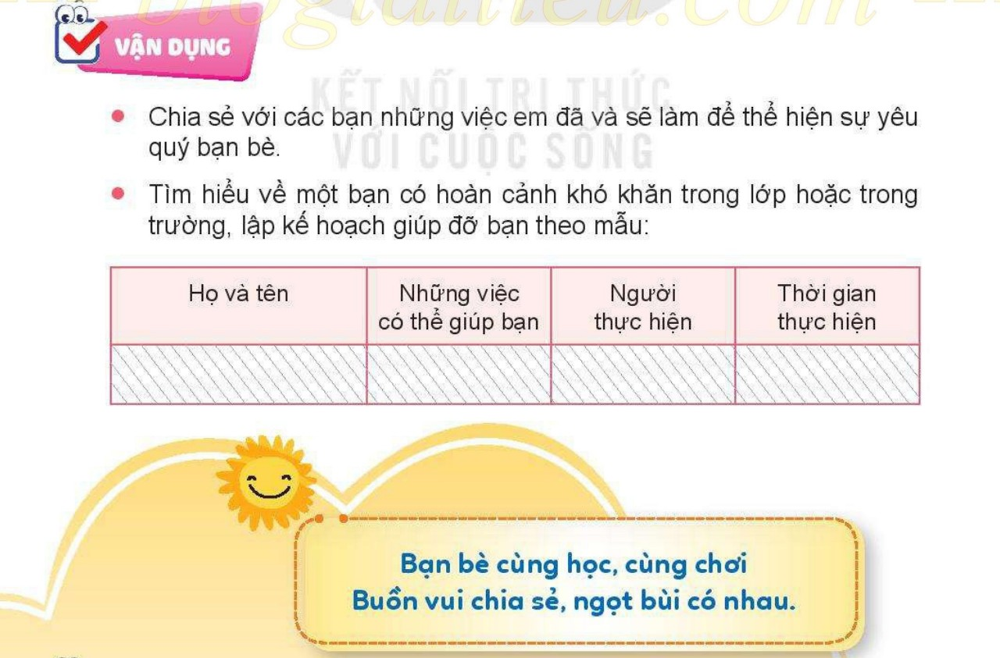 blogtailieu.com
VẬN DỤNG
KẾT NỐI TRI THỨC
VỚI CUỘC SỐNG
Chia sẻ với các bạn những việc em đã và sẽ làm để thể hiện sự yêu
quý bạn bè.
Tìm hiểu về một bạn có hoàn cảnh khó khăn trong lớp hoặc trong
trường, lập kế hoạch giúp đỡ bạn theo mẫu:
Họ và tên
Những việc
có thể giúp bạn
Người
thực hiện
Thời gian
thực hiện
Bạn bè cùng học, cùng chơi
Buồn vui chia sẻ, ngọt bùi có nhau.